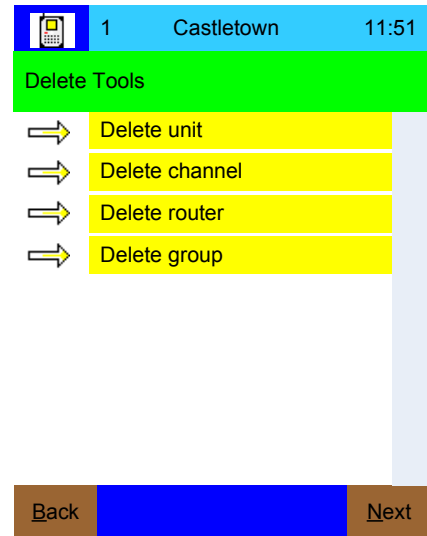 1 Castletown 11:51
Delete Tools
Delete unit
Delete channel
Delete router
Delete group
Back Next